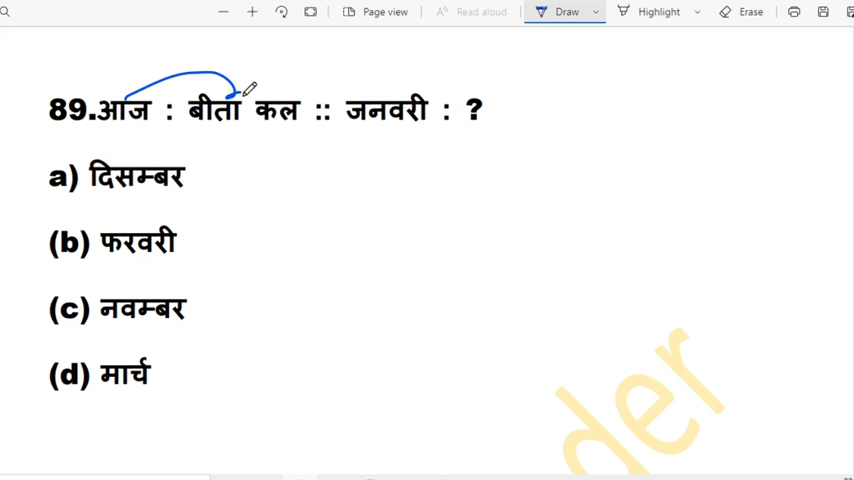 Page view
Read aloud
Draw
Highlight
Erase
89.आज : बीता कल :: जनवरी : ?
a) दिसम्बर
(b) फरवरी
(c) नवम्बर
(d) मार्च
der